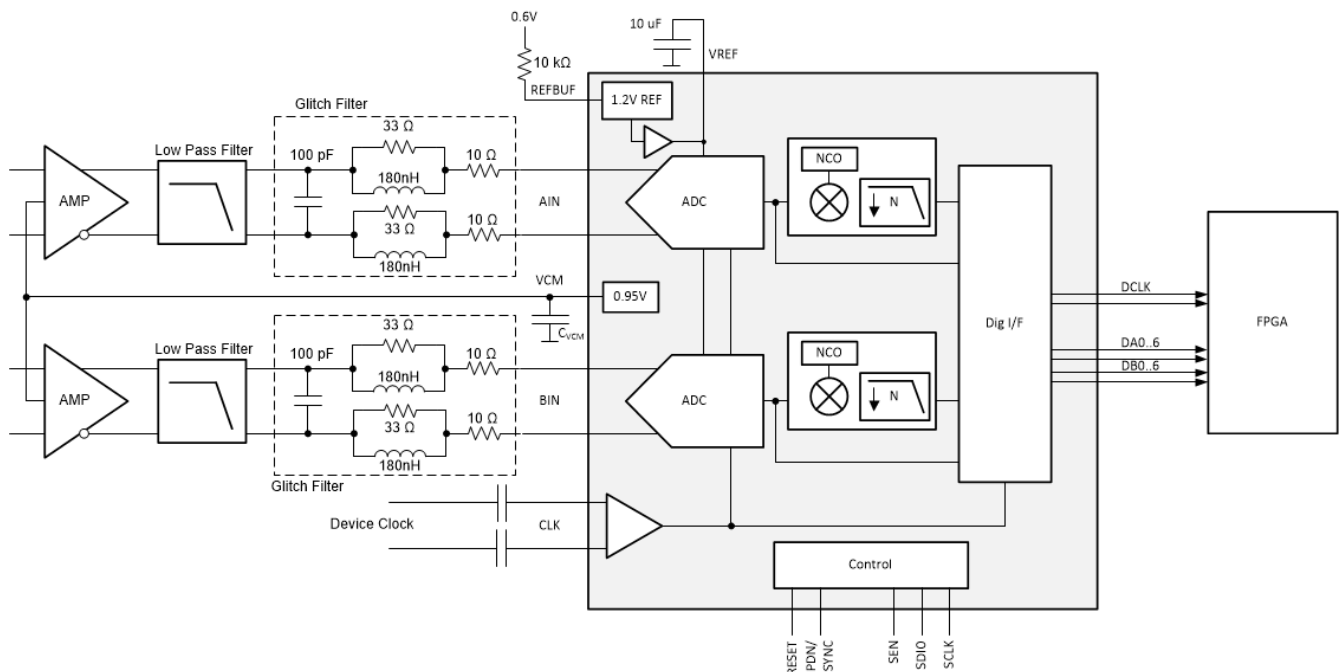 0.6V
10 uF
VREF
10 kΩ
REFBUF
1.2V REF
Glitch Filter
33 Ω
Low Pass Filter
100 pF
10 Ω
180nH
NCO
AMP
AIN
ADC
N
10 Ω
33 Ω
180nH
VCM
0.95V
DCLK
Dig I/F
FPGA
CVCM
33 Ω
Low Pass Filter
100 pF
10 Ω
DA0..6
DB0..6
180nH
NCO
AMP
BIN
ADC
N
10 Ω
33 Ω
180nH
Glitch Filter
Device Clock
CLK
Control
RESET
PDN/
SYNC
SEN
SDIO
SCLK